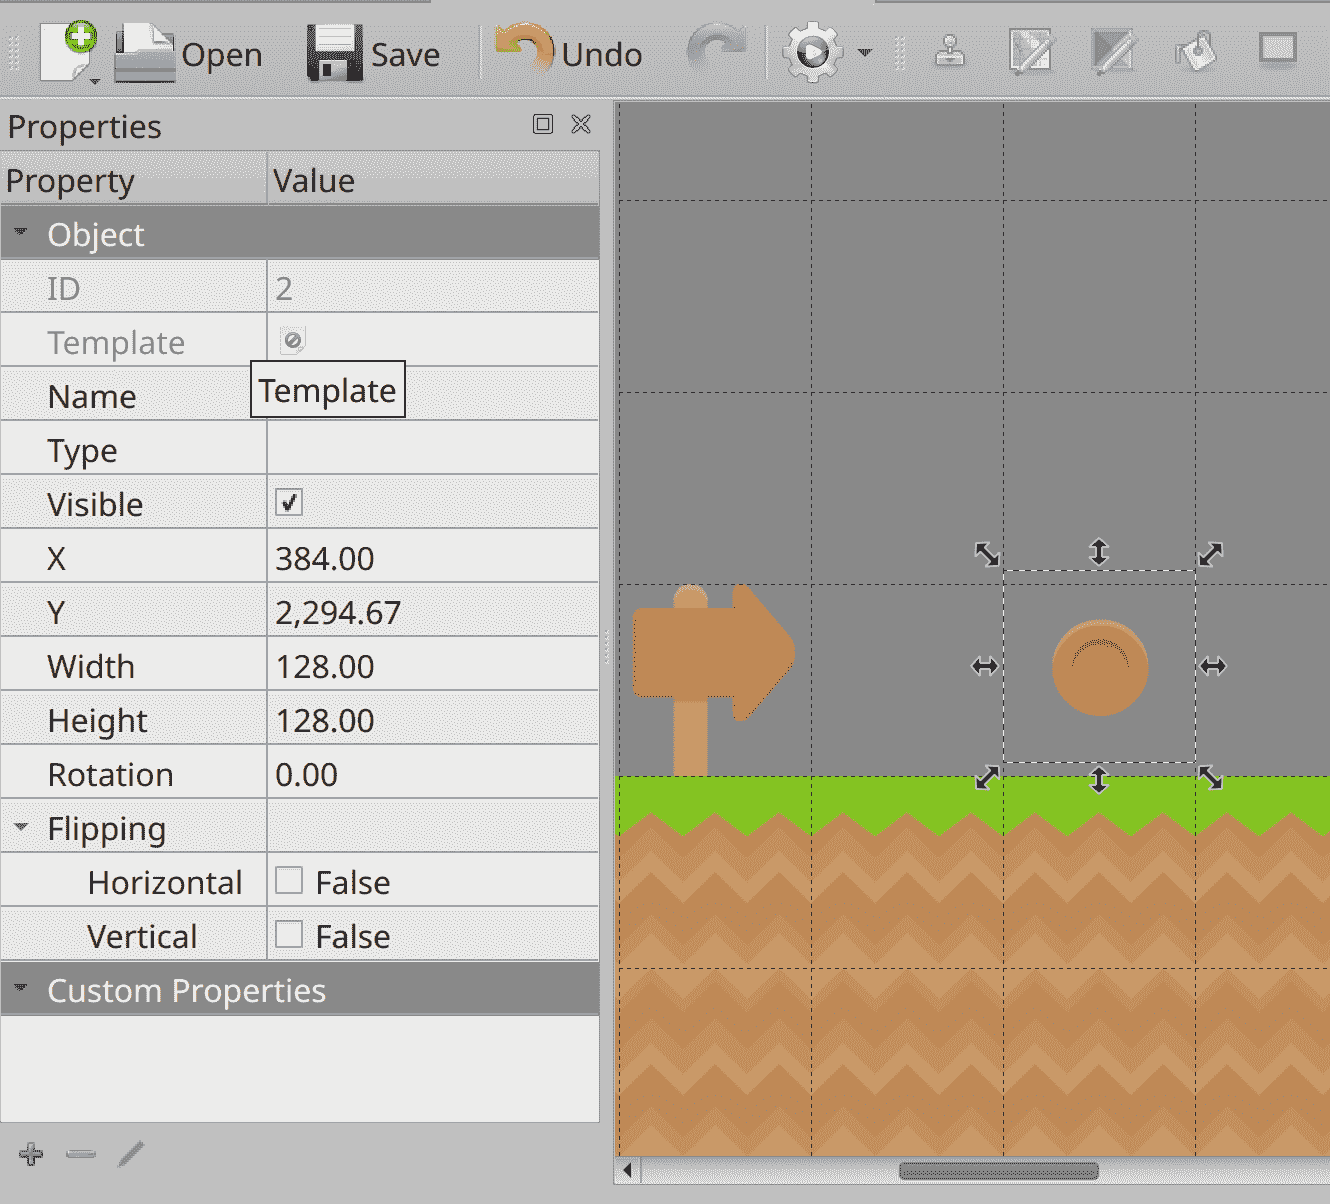 Open Save Undo
Properties
Property Value
Object
ID 2
Template
Name Template
Type
Visible
X 384.00
Y 2,294.67
Width 128.00
Height 128.00
Rotation 0.00
Flipping
Horizontal False
Vertical False
Custom Properties